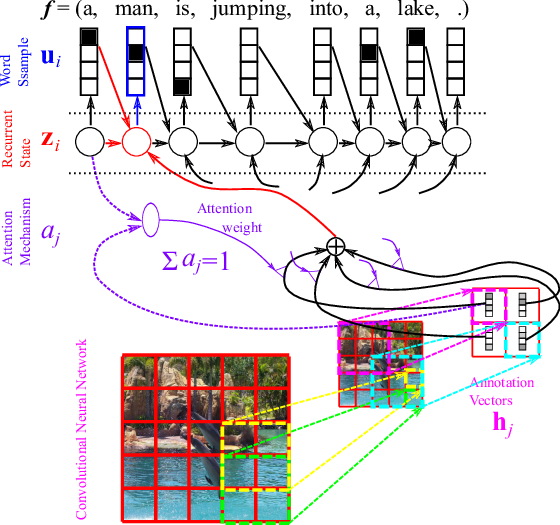 f = (a, man, is, jumping, into, a, lake, .)
Word
Ssample
u_i
Recurrent
State
z_i
Attention
Mechanism
a_j
Attention
weight
Σ a_j=1
Convolutional Neural Network
Annotation
Vectors
h_j